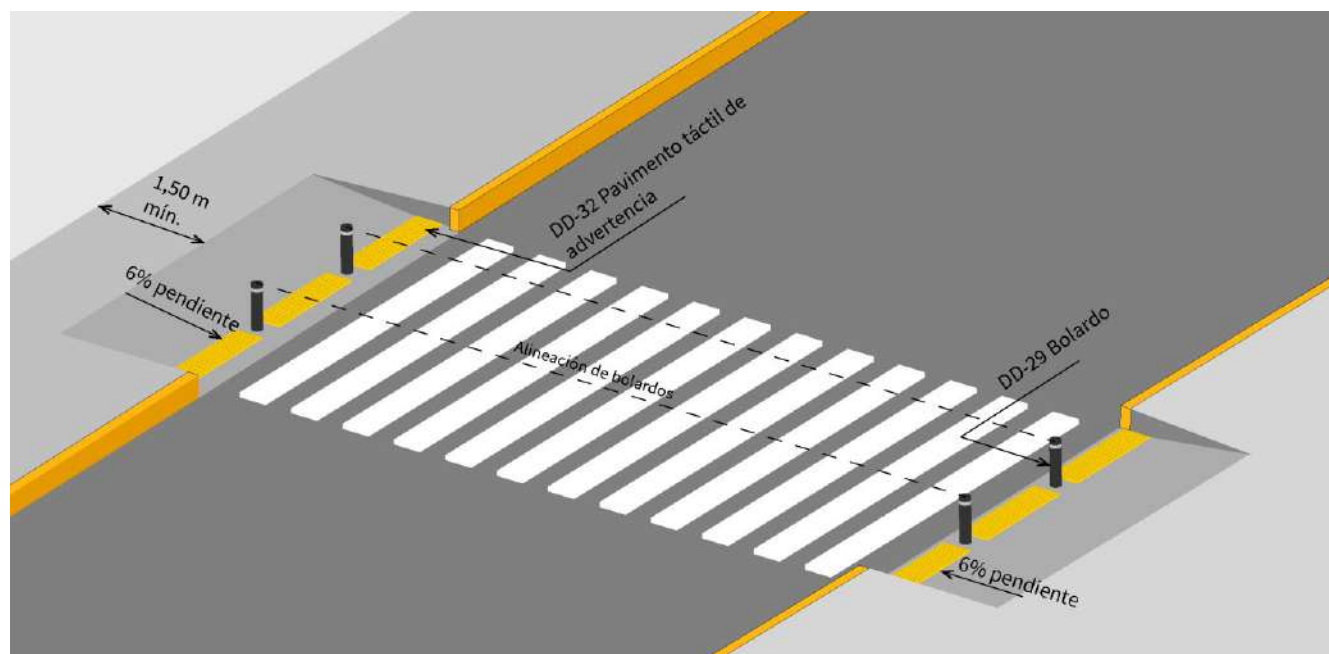 1,50 m
mín.
6% pendiente
DD-32 Pavimento táctil de
advertencia
Alineación de bolardos
DD-29 Bolardo
6% pendiente